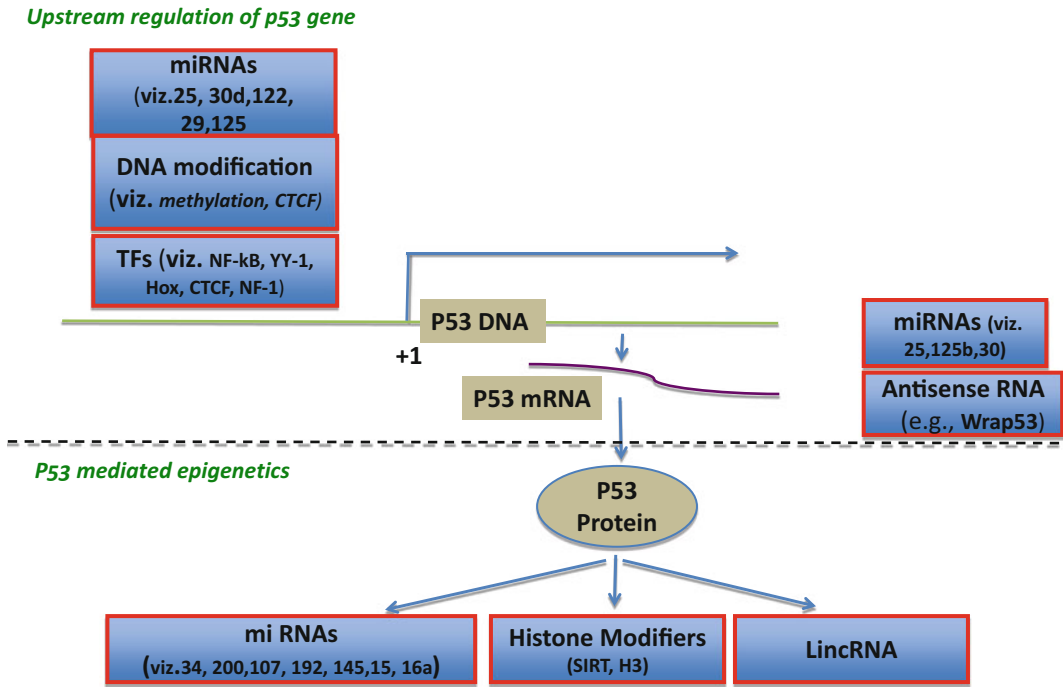 Upstream regulation of p53 gene
miRNAs
(viz.25, 30d,122,
29,125
DNA modification
(viz. methylation, CTCF)
TFs (viz. NF-kB, YY-1,
Hox, CTCF, NF-1)
P53 DNA
+1
miRNAs (viz.
25,125b,30)
P53 mRNA
Antisense RNA
(e.g., Wrap53)
P53 mediated epigenetics
P53
Protein
mi RNAs
(viz.34, 200,107, 192, 145,15, 16a)
Histone Modifiers
(SIRT, H3)
LincRNA